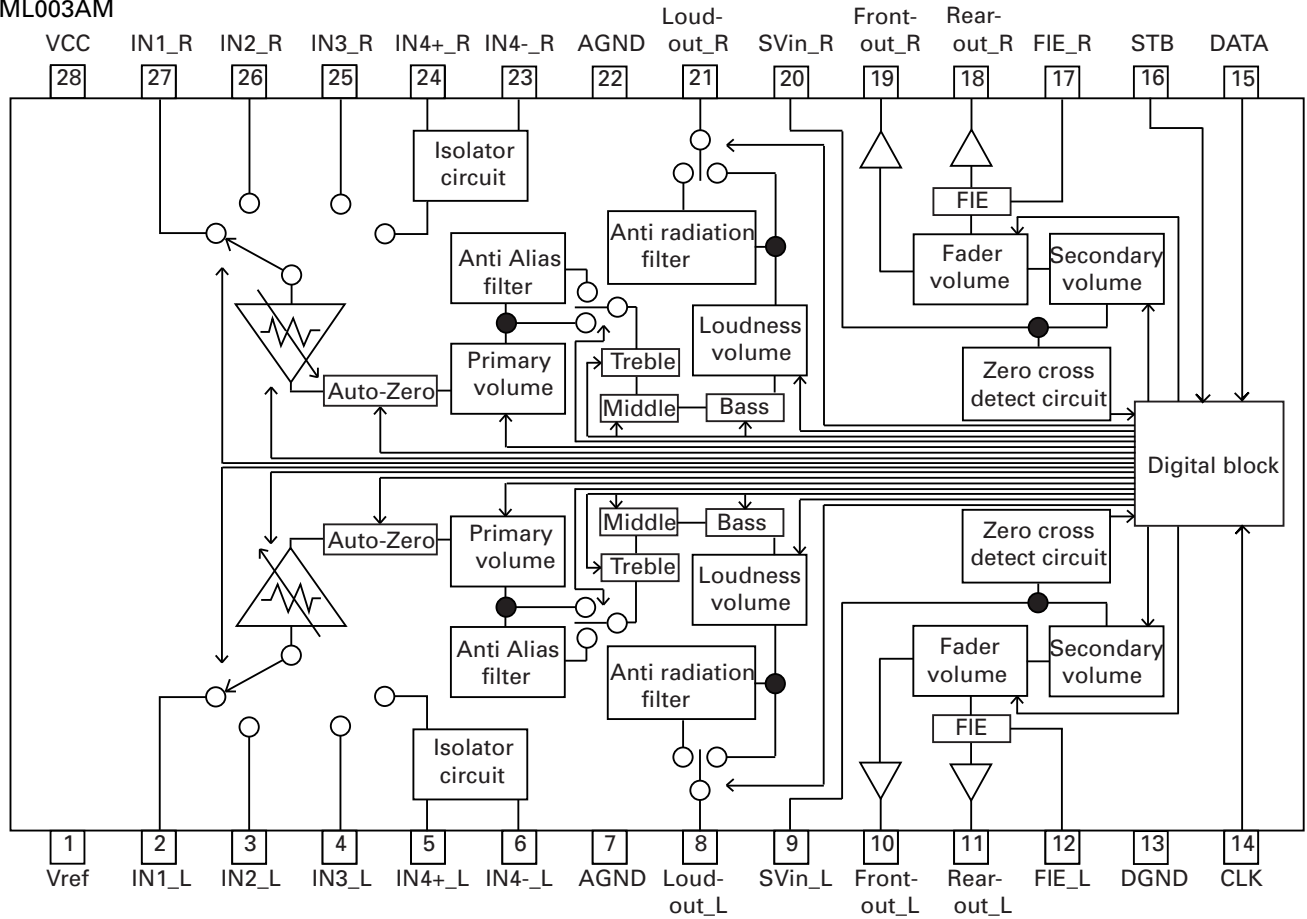 ML003AM
VCC IN1_R IN2_R IN3_R IN4+_R IN4-_R AGND Loud-out_R SVin_R Front-out_R Rear-out_R FIE_R STB DATA
28 27 26 25 24 23 22 21 20 19 18 17 16 15
Isolator
circuit
FIE
Anti radiation
filter
Anti Alias
filter
Fader
volume
Secondary
volume
Loudness
volume
Primary
volume
Treble
Zero cross
detect circuit
Auto-Zero
Middle
Bass
Digital block
Middle
Bass
Auto-Zero
Primary
volume
Zero cross
detect circuit
Treble
Loudness
volume
Anti Alias
filter
Anti radiation
filter
Fader
volume
Secondary
volume
FIE
Isolator
circuit
1 2 3 4 5 6 7 8 9 10 11 12 13 14
Vref IN1_L IN2_L IN3_L IN4+_L IN4-_L AGND Loud-out_L SVin_L Front-out_L Rear-out_L FIE_L DGND CLK